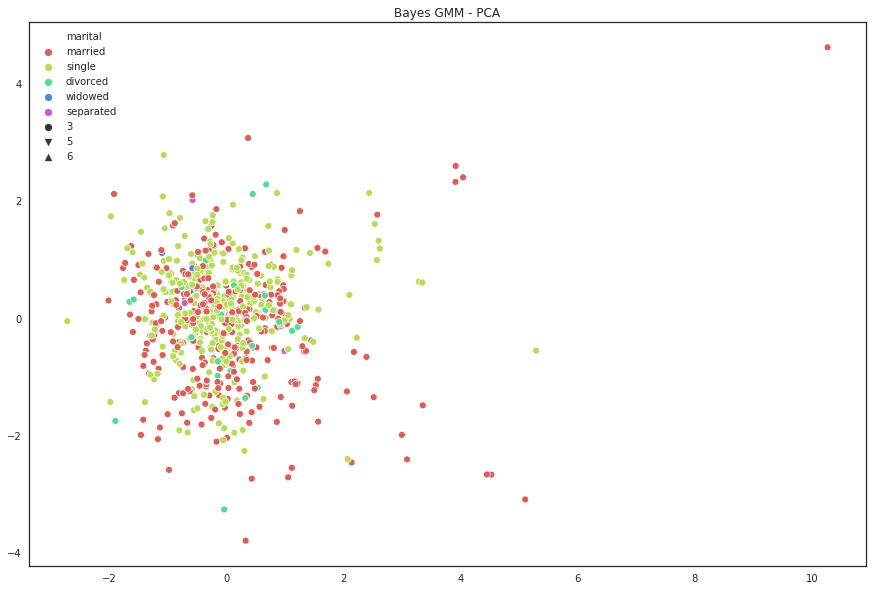 Bayes GMM - PCA
marital
married
single
divorced
widowed
separated
3
5
6
4
2
0
−2
−4
−2
0
2
4
6
8
10